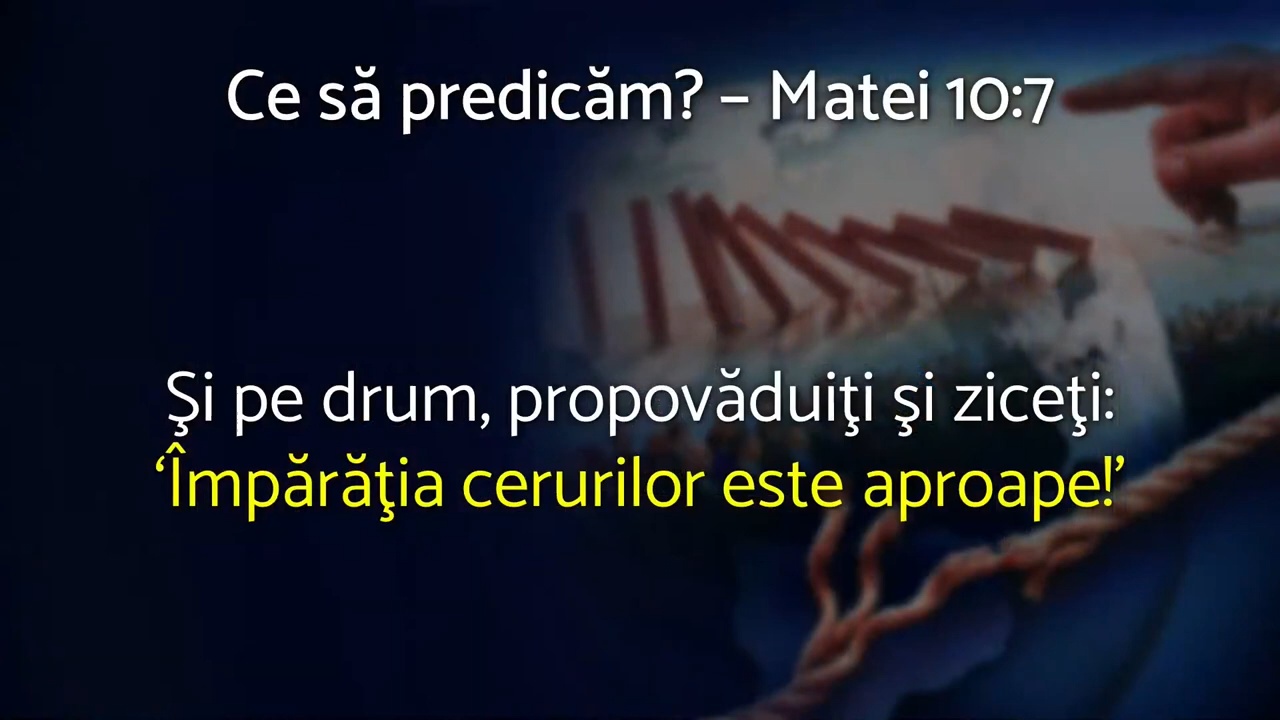 Ce să predicăm? – Matei 10:7
Şi pe drum, propovăduiţi şi ziceţi:
‘Împărăţia cerurilor este aproape!’